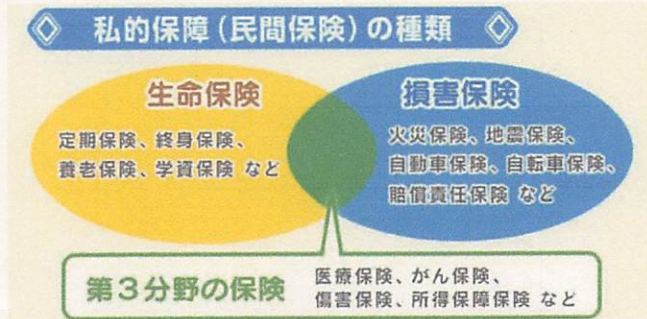 私的保障(民間保険)の種類
生命保険
定期保険、終身保険、
養老保険、学資保険 など
損害保険
火災保険、地震保険、
自動車保険、自転車保険、
賠償責任保険 など
第3分野の保険
医療保険、がん保険、
傷害保険、所得保障保険 など